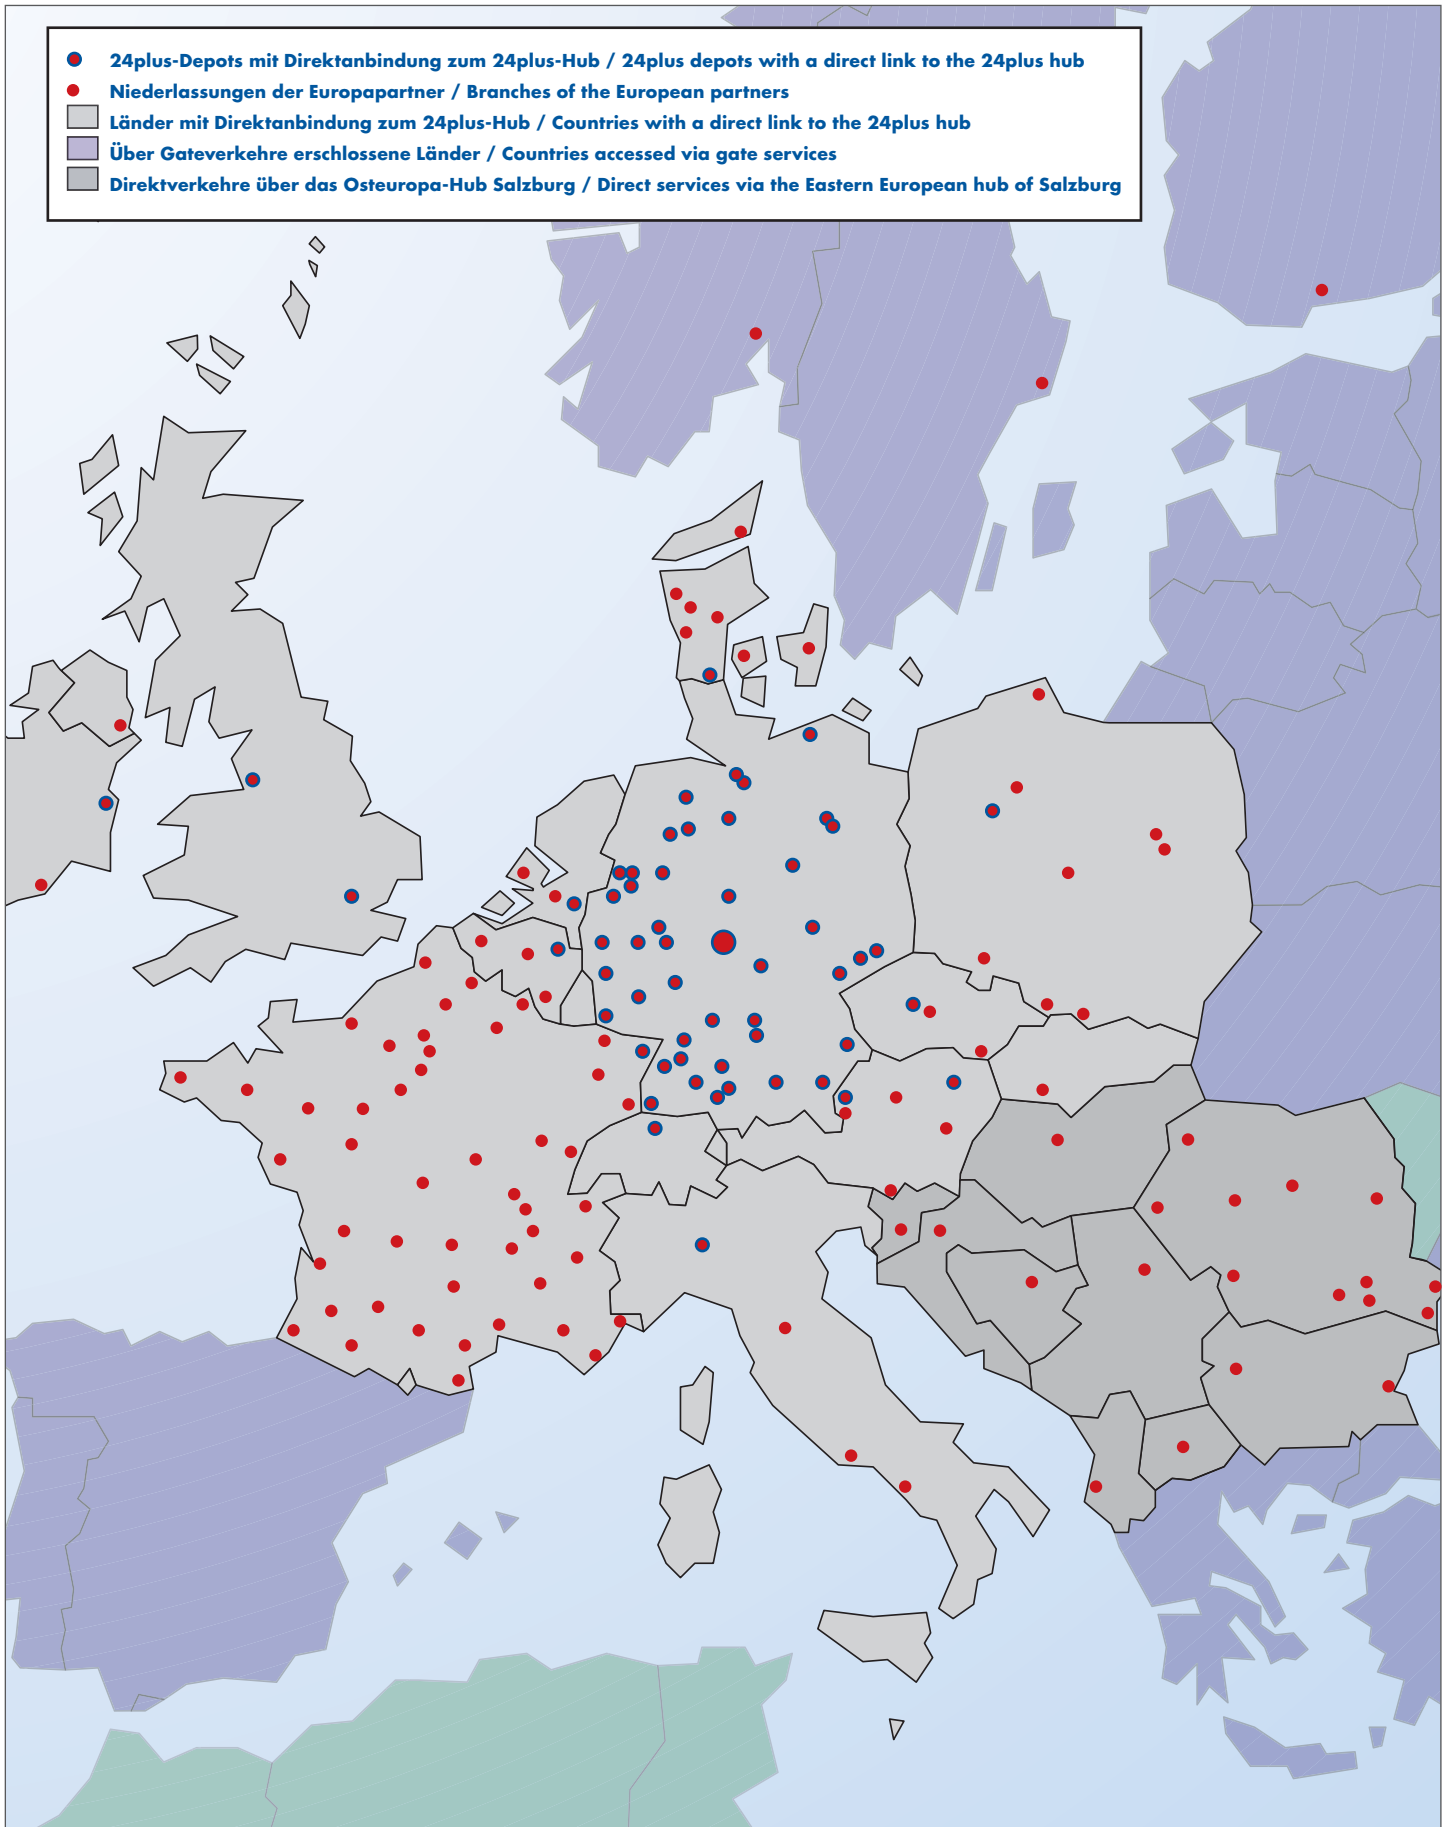 24plus-Depots mit Direktanbindung zum 24plus-Hub / 24plus depots with a direct link to the 24plus hub
Niederlassungen der Europapartner / Branches of the European partners
Länder mit Direktanbindung zum 24plus-Hub / Countries with a direct link to the 24plus hub
Über Gateverkehre erschlossene Länder / Countries accessed via gate services
Direktverkehre über das Osteuropa-Hub Salzburg / Direct services via the Eastern European hub of Salzburg